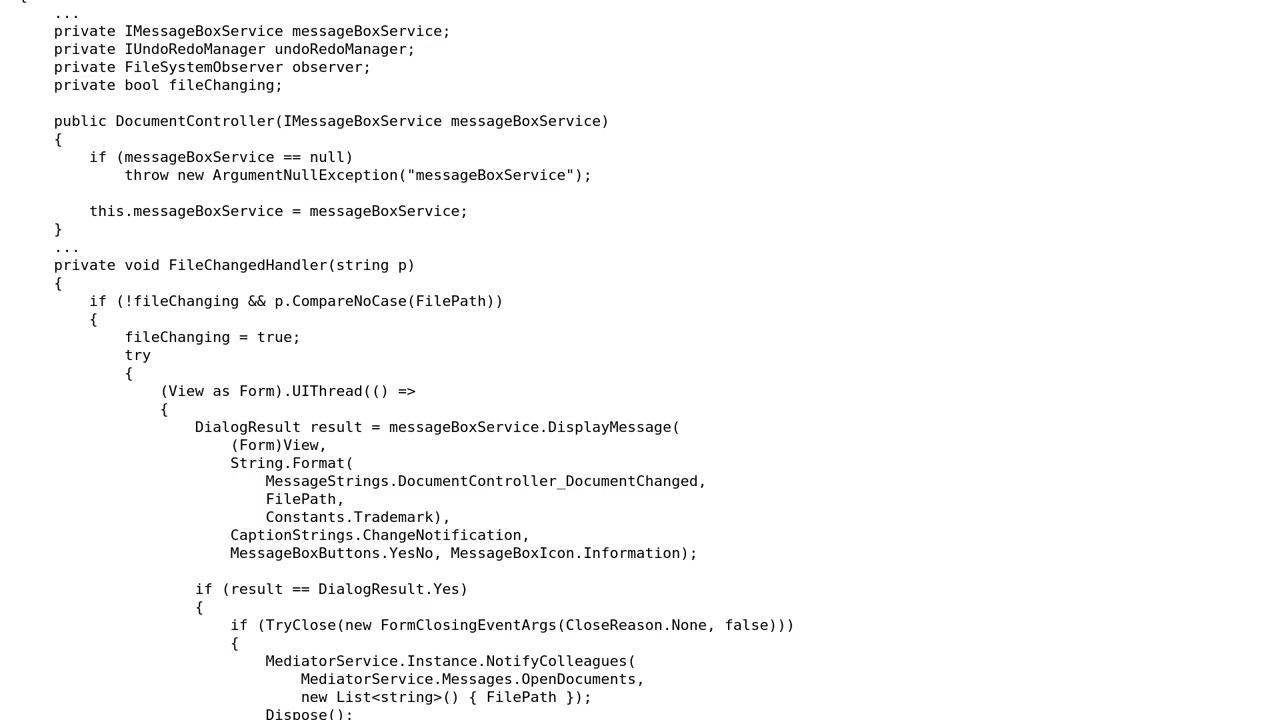 {
    ...
    private IMessageBoxService messageBoxService;
    private IUndoRedoManager undoRedoManager;
    private FileSystemObserver observer;
    private bool fileChanging;

    public DocumentController(IMessageBoxService messageBoxService)
    {
        if (messageBoxService == null)
            throw new ArgumentNullException("messageBoxService");

        this.messageBoxService = messageBoxService;
    }
    ...
    private void FileChangedHandler(string p)
    {
        if (!fileChanging && p.CompareNoCase(FilePath))
        {
            fileChanging = true;
            try
            {
                (View as Form).UIThread(() =>
                {
                    DialogResult result = messageBoxService.DisplayMessage(
                        (Form)View,
                        String.Format(
                            MessageStrings.DocumentController_DocumentChanged,
                            FilePath,
                            Constants.Trademark),
                        CaptionStrings.ChangeNotification,
                        MessageBoxButtons.YesNo, MessageBoxIcon.Information);

                    if (result == DialogResult.Yes)
                    {
                        if (TryClose(new FormClosingEventArgs(CloseReason.None, false)))
                        {
                            MediatorService.Instance.NotifyColleagues(
                                MediatorService.Messages.OpenDocuments,
                                new List<string>() { FilePath });
                            Dispose();